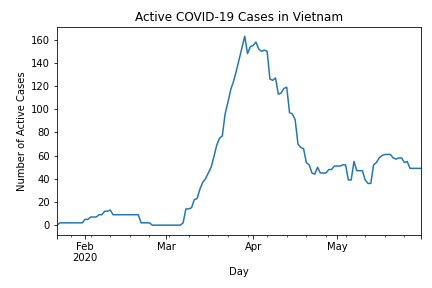 Active COVID-19 Cases in Vietnam
Number of Active Cases
160
140
120
100
80
60
40
20
0
Feb
2020
Mar
Apr
May
Day